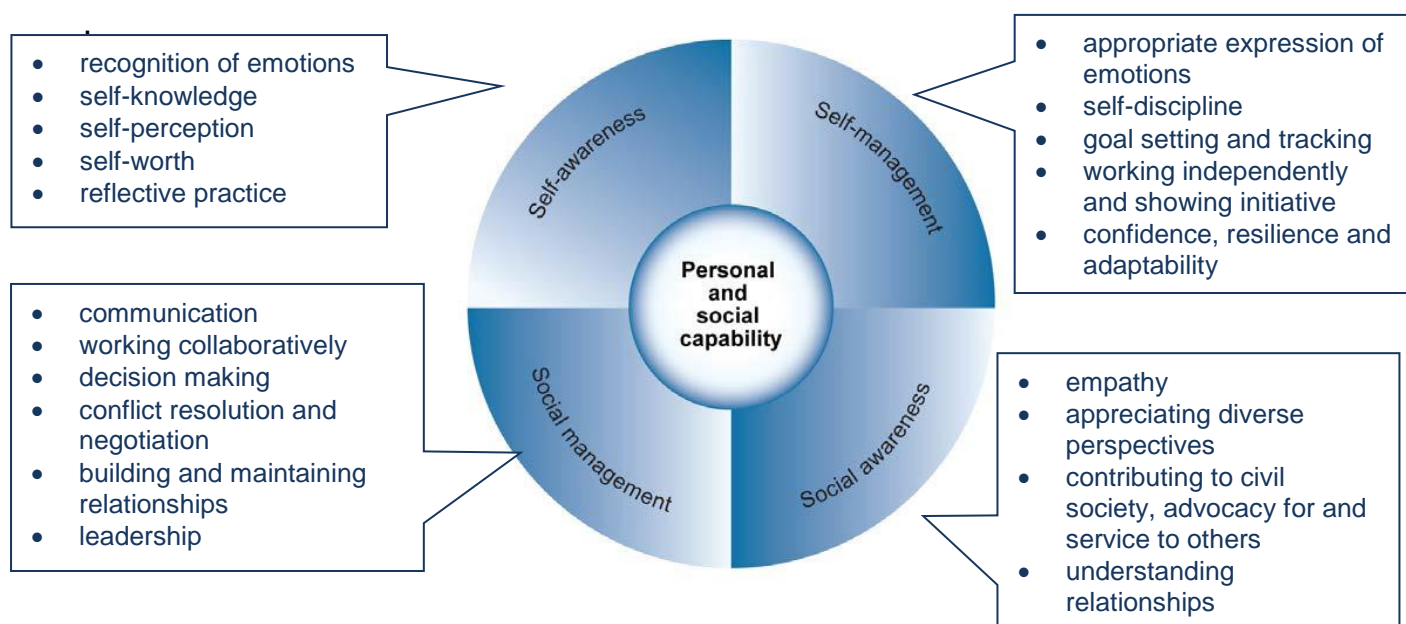 • recognition of emotions
• self-knowledge
• self-perception
• self-worth
• reflective practice
• appropriate expression of
emotions
• self-discipline
• goal setting and tracking
• working independently
and showing initiative
• confidence, resilience and
adaptability
Self-awareness
Self-management
Personal
and
social
capability
Social management
Social awareness
• communication
• working collaboratively
• decision making
• conflict resolution and
negotiation
• building and maintaining
relationships
• leadership
• empathy
• appreciating diverse
perspectives
• contributing to civil
society, advocacy for and
service to others
• understanding
relationships